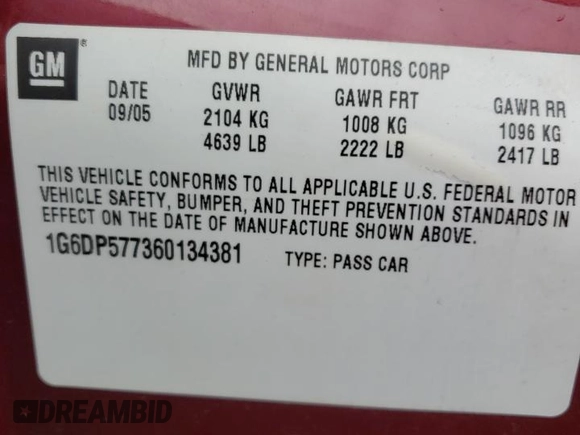 GM
®
MFD BY GENERAL MOTORS CORP
DATE GVWR GAWR FRT GAWR RR
09/05 2104 KG 1008 KG 1096 KG
4639 LB 2222 LB 2417 LB
THIS VEHICLE CONFORMS TO ALL APPLICABLE U.S. FEDERAL MOTOR
VEHICLE SAFETY, BUMPER, AND THEFT PREVENTION STANDARDS IN
EFFECT ON THE DATE OF MANUFACTURE SHOWN ABOVE.
1G6DP577360134381 TYPE: PASS CAR
DREAMBID